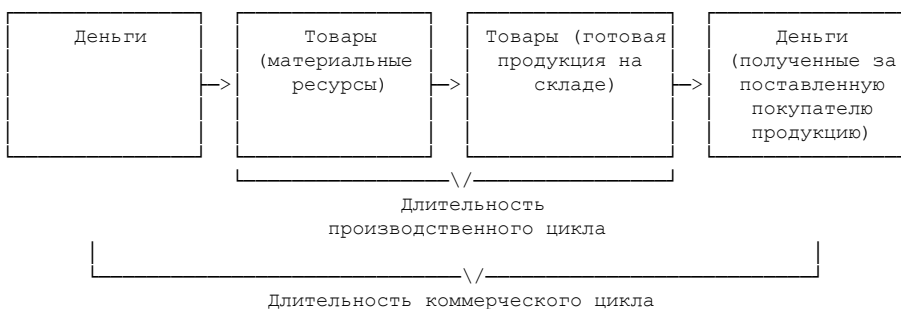 Деньги
Товары
(материальные
ресурсы)
Товары (готовая
продукция на
складе)
Деньги
(полученные за
поставленную
покупателю
продукцию)
Длительность
производственного цикла
Длительность коммерческого цикла